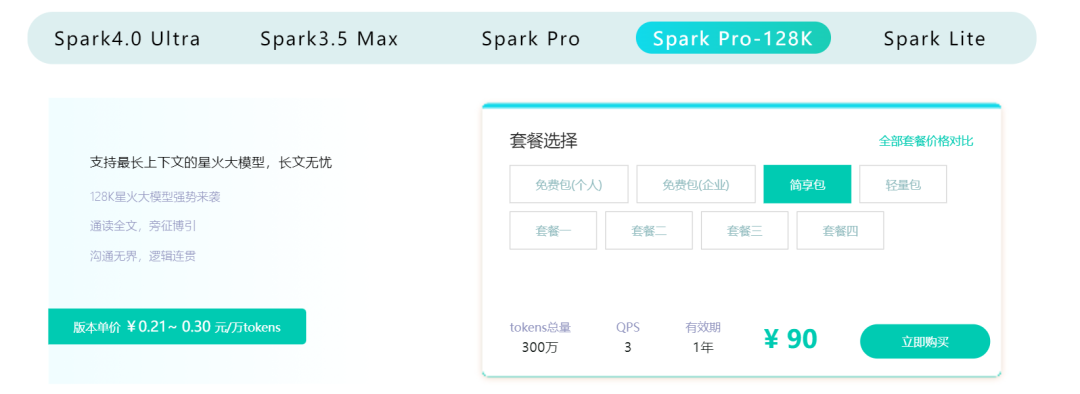 Spark4.0 Ultra Spark3.5 Max Spark Pro Spark Pro-128K Spark Lite
支持最长上下文的星火大模型，长文无忧
128K星火大模型强势来袭
通读全文，旁征博引
沟通无界，逻辑连贯
版本单价 ¥0.21~ 0.30 元/万tokens
套餐选择 全部套餐价格对比
免费包(个人) 免费包(企业) 简享包 轻量包
套餐一 套餐二 套餐三 套餐四
tokens总量 QPS 有效期
300万 3 1年 ¥ 90 立即购买